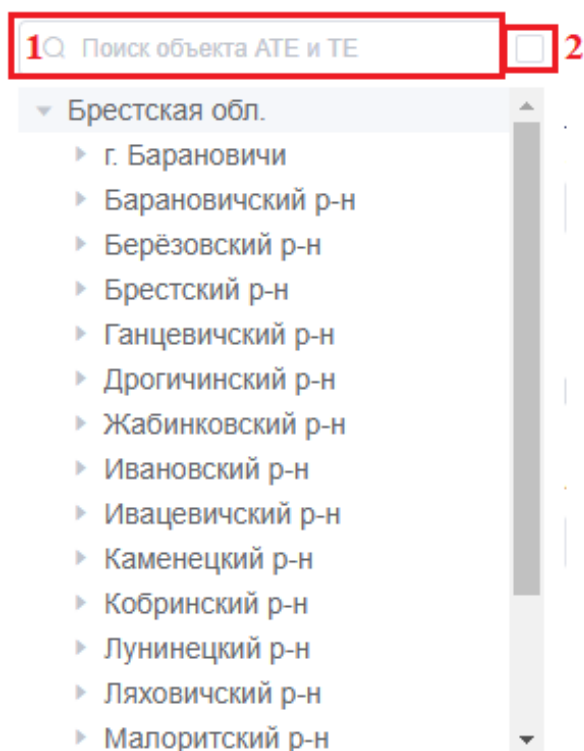 1 Поиск объекта АТЕ и ТЕ 2
Брестская обл.
г. Барановичи
Барановичский р-н
Берёзовский р-н
Брестский р-н
Ганцевичский р-н
Дрогичинский р-н
Жабинковский р-н
Ивановский р-н
Ивацевичский р-н
Каменецкий р-н
Кобринский р-н
Лунинецкий р-н
Ляховичский р-н
Малоритский р-н